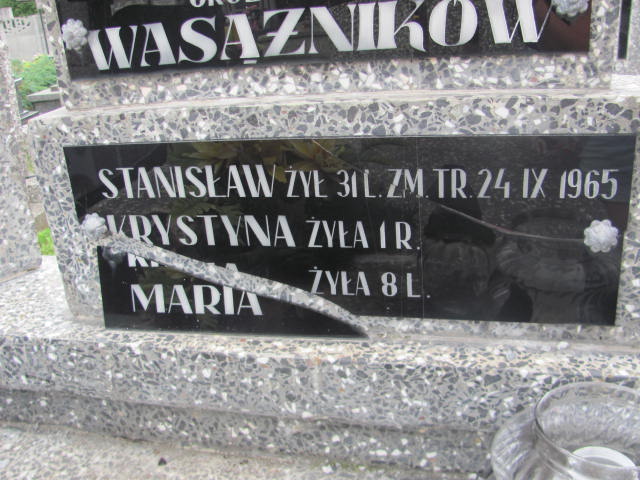 WASĄŻNIKÓW
STANISŁAW ŻYŁ 31 L. ZM TR. 24 IX 1965
KRYSTYNA ŻYŁA 1 R.
MARIA ŻYŁA 8 L.